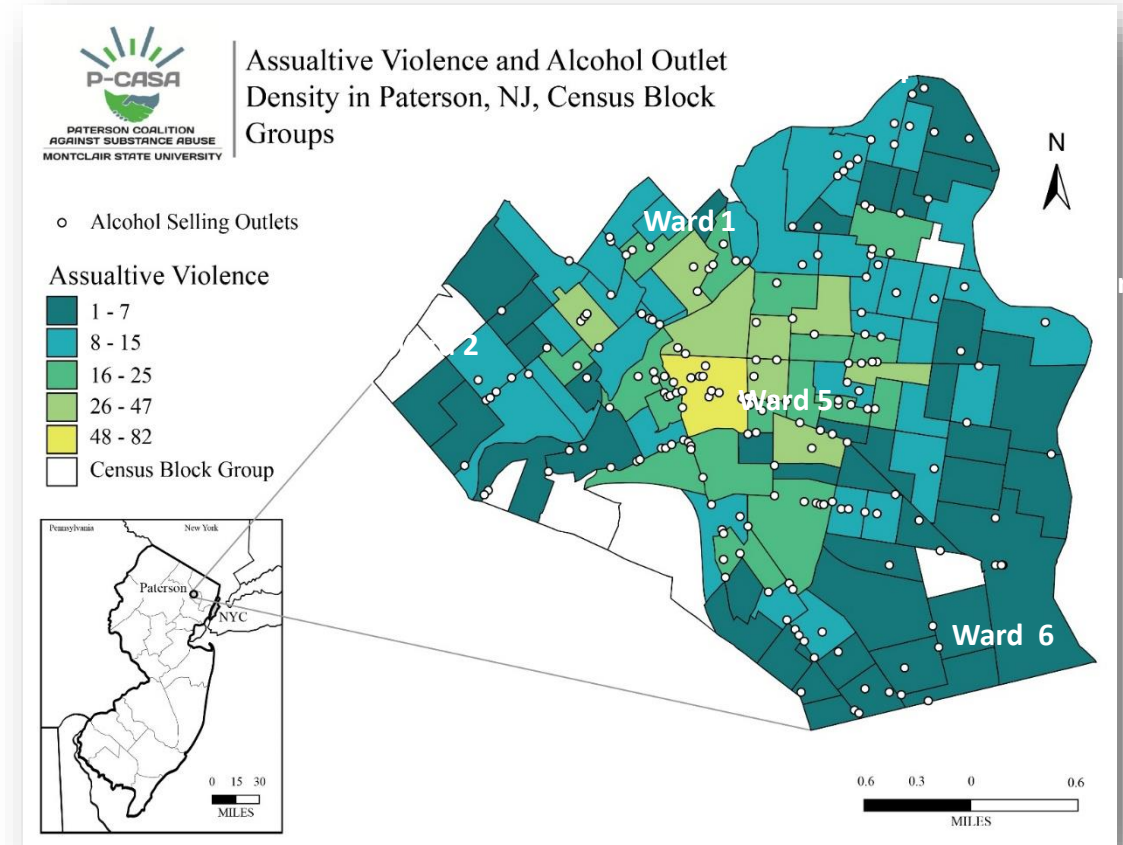 P-CASA
PATERSON COALITION
AGAINST SUBSTANCE ABUSE
MONTCLAIR STATE UNIVERSITY
Assualtive Violence and Alcohol Outlet
Density in Paterson, NJ, Census Block
Groups
Alcohol Selling Outlets
Assualtive Violence
1 - 7
8 - 15
16 - 25
26 - 47
48 - 82
Census Block Group
N
Ward 1
2
Ward 5
Ward 6
Pennsylvania
New York
Paterson
NYC
0 15 30
MILES
0.6 0.3 0 0.6
MILES